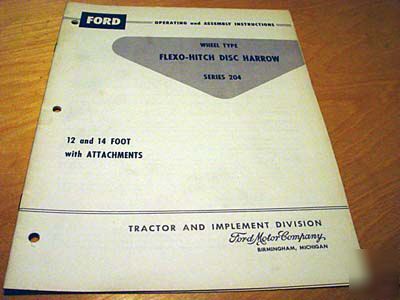 FORD
OPERATING and ASSEMBLY INSTRUCTIONS
WHEEL TYPE
FLEXO-HITCH DISC HARROW
SERIES 204
12 and 14 FOOT
with ATTACHMENTS
TRACTOR AND IMPLEMENT DIVISION
Ford Motor Company,
BIRMINGHAM, MICHIGAN